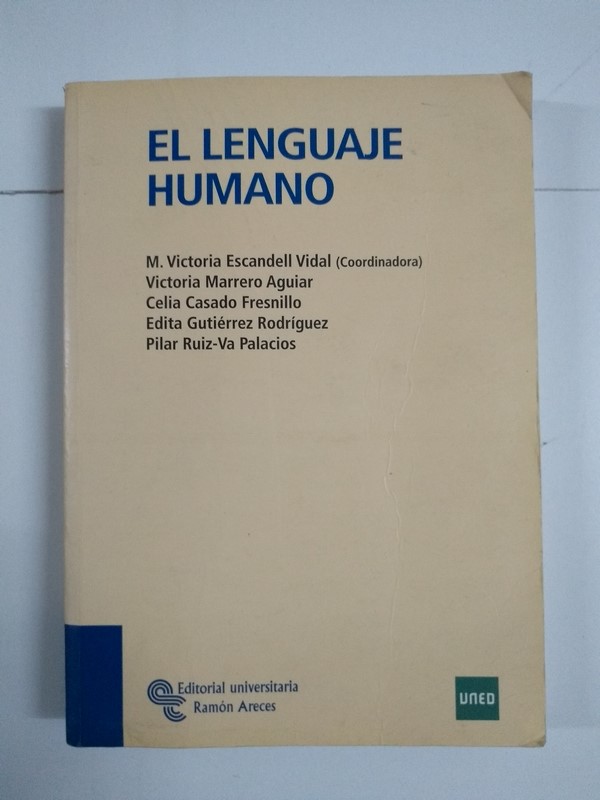 EL LENGUAJE
HUMANO
M. Victoria Escandell Vidal (Coordinadora)
Victoria Marrero Aguiar
Celia Casado Fresnillo
Edita Gutiérrez Rodríguez
Pilar Ruiz-Va Palacios
Editorial universitaria
Ramón Areces
UNED